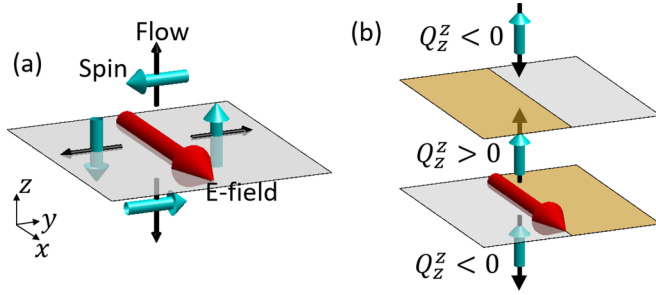 (a)
Flow
Spin
E-field
z
y
x
(b)
$Q_z^z < 0$
$Q_z^z > 0$
$Q_z^z < 0$